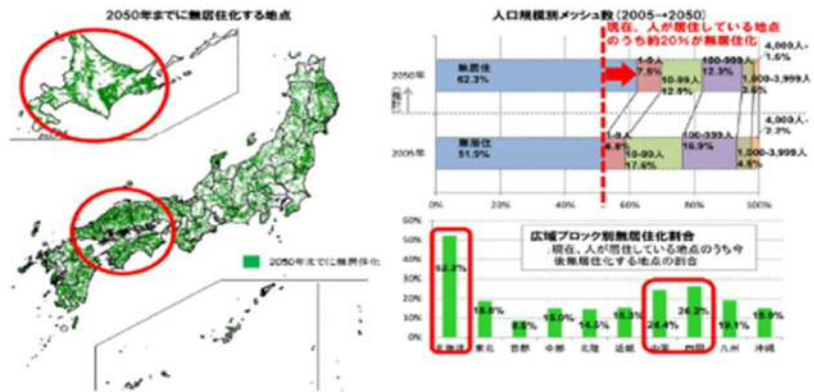 2050年までに無居住化する地点
2050年までに無居住化
人口規模別メッシュ数(2005→2050)
現在、人が居住している地点
のうち約20%が無居住化
4,000人-
1.6%
2050年
無居住
62.3%
1-9人
7.5%
10-99人
12.8%
100-999人
12.3%
1,000-3,999人
3.6%
4,000人-
2.2%
2005年
無居住
51.9%
1-9人
6.8%
10-99人
17.6%
100-999人
16.9%
1,000-3,999人
4.6%
0%
20%
40%
60%
80%
100%
広域ブロック別無居住化割合
:現在、人が居住している地点のうち今
後無居住化する地点の割合
60%
50%
40%
30%
20%
10%
0%
52.3%
18.8%
15.0%
14.5%
15.3%
24.4%
26.2%
19.1%
15.0%
北海道
東北
首都
中部
北陸
近畿
中国
四国
九州
沖縄